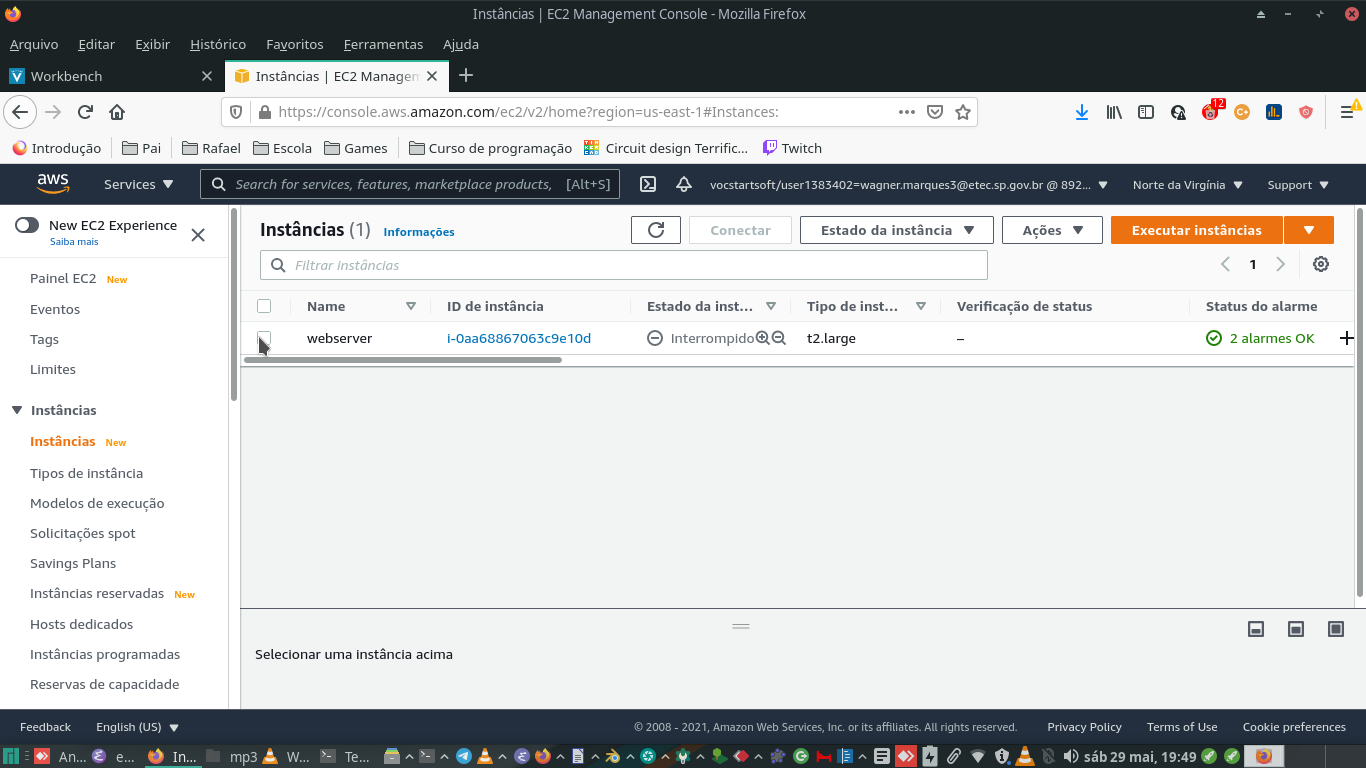 Instâncias | EC2 Management Console - Mozilla Firefox
Arquivo Editar Exibir Histórico Favoritos Ferramentas Ajuda
Workbench
Instâncias | EC2 Managen
https://console.aws.amazon.com/ec2/v2/home?region=us-east-1#Instances:
12
Introdução Pai Rafael Escola Games Curso de programação Circuit design Terrific... Twitch
aws Services Search for services, features, marketplace products, [Alt+S] vocstartsoft/user1383402=wagner.marques3@etec.sp.gov.br @ 892... Norte da Virgínia Support
New EC2 Experience
Saiba mais
Painel EC2 New
Eventos
Tags
Limites
Instâncias
Instâncias New
Tipos de instância
Modelos de execução
Solicitações spot
Savings Plans
Instâncias reservadas New
Hosts dedicados
Instâncias programadas
Reservas de capacidade
Instâncias (1) Informações Conectar Estado da instância Ações Executar instâncias
Filtrar instâncias
1
Name ID de instância Estado da inst... Tipo de inst... Verificação de status Status do alarme
webserver i-0aa68867063c9e10d Interrompido t2.large – 2 alarmes OK
Selecionar uma instância acima
Feedback English (US) © 2008 - 2021, Amazon Web Services, Inc. or its affiliates. All rights reserved. Privacy Policy Terms of Use Cookie preferences
An... e... In... mp3 W... Te... sáb 29 mai, 19:49